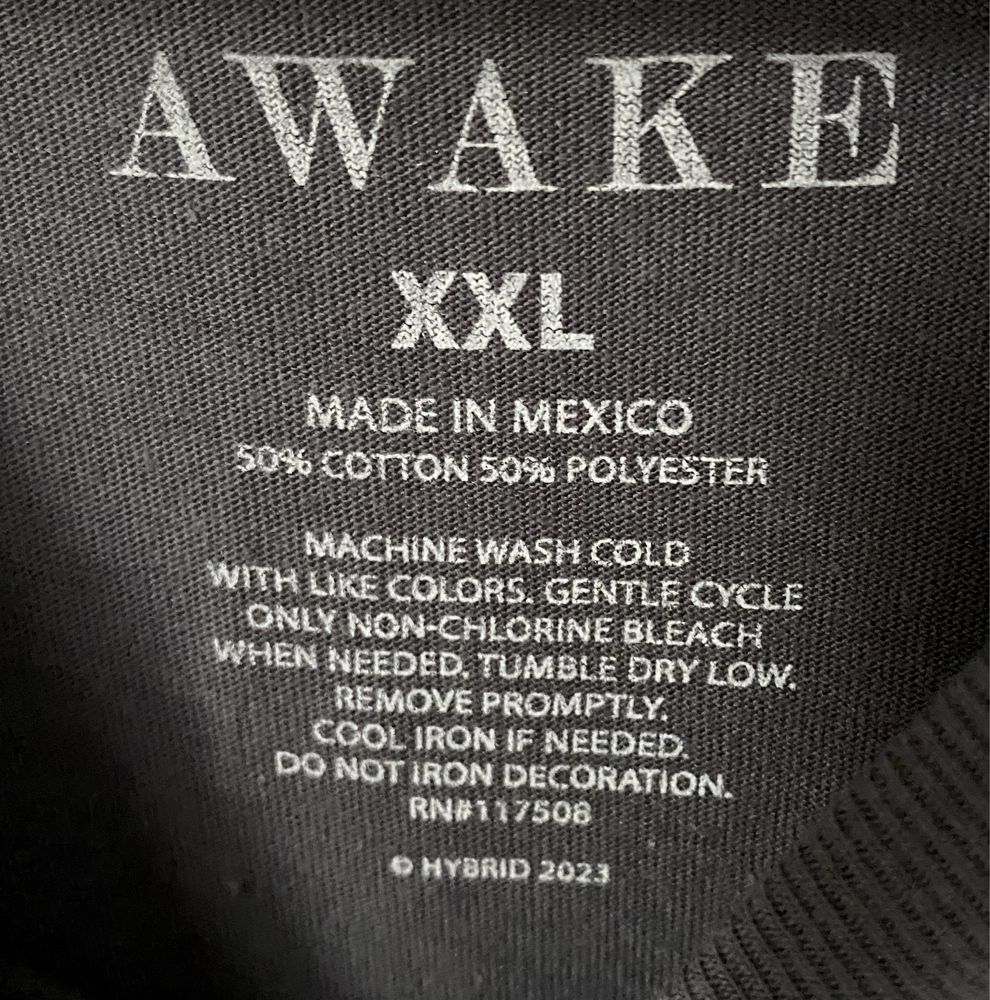 AWAKE
XXL
MADE IN MEXICO
50% COTTON 50% POLYESTER
MACHINE WASH COLD
WITH LIKE COLORS. GENTLE CYCLE
ONLY NON-CHLORINE BLEACH
WHEN NEEDED. TUMBLE DRY LOW.
REMOVE PROMPTLY.
COOL IRON IF NEEDED.
DO NOT IRON DECORATION.
RN#117508
© HYBRID 2023